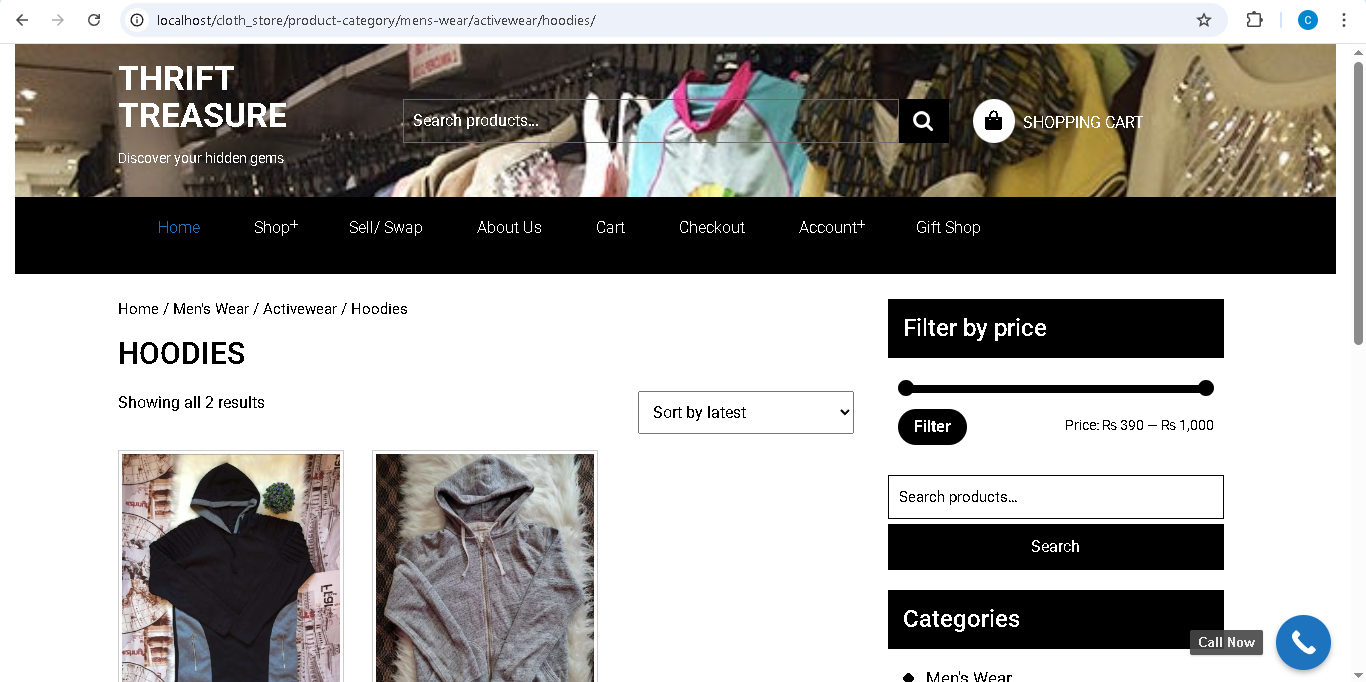 localhost/cloth_store/product-category/mens-wear/activewear/hoodies/
C
THRIFT
TREASURE
Discover your hidden gems
Search products...
SHOPPING CART
Home Shop+ Sell/ Swap About Us Cart Checkout Account+ Gift Shop
Home / Men's Wear / Activewear / Hoodies
HOODIES
Showing all 2 results
Sort by latest
Filter by price
Filter
Price: ₨ 390 — ₨ 1,000
Search products...
Search
Categories
Call Now
Men's Wear